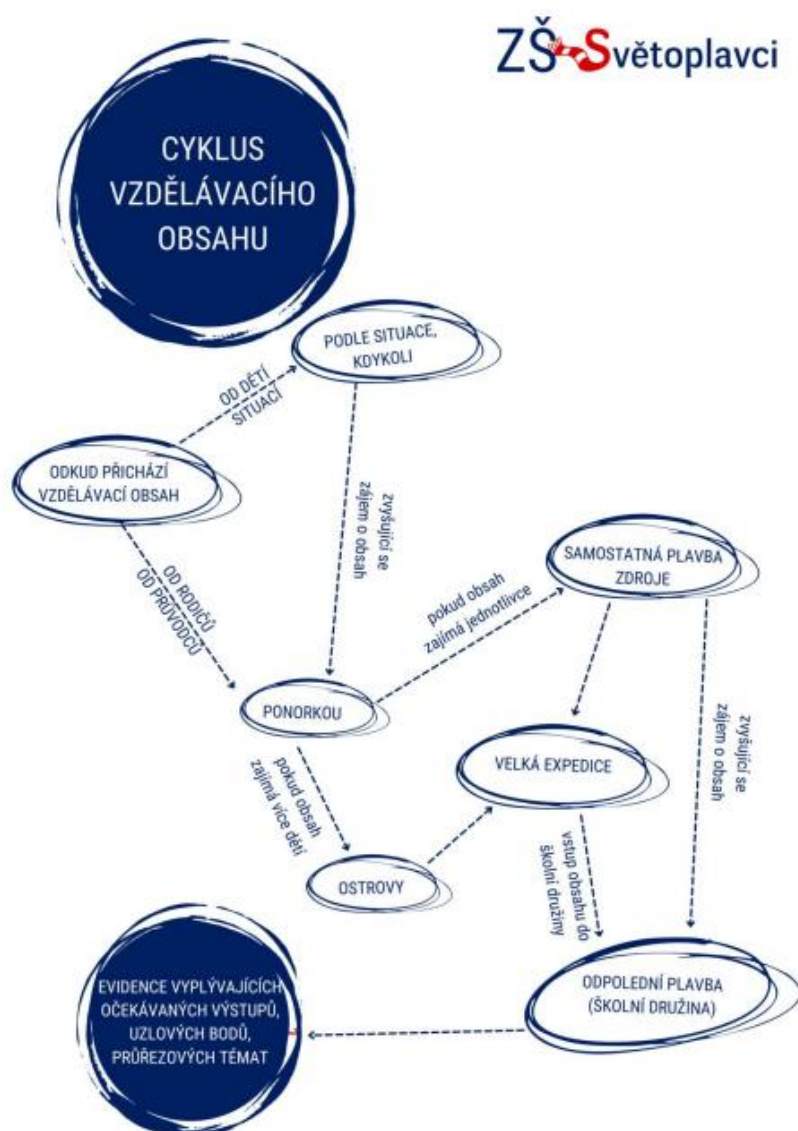 ZŠ Světoplavci
CYKLUS
VZDĚLÁVACÍHO
OBSAHU
PODLE SITUACE,
KDYKOLI
OD DĚTÍ
SITUACÍ
ODKUD PŘICHÁZÍ
VZDĚLÁVACÍ OBSAH
zvyšující se
zájem o obsah
OD RODIČŮ
OD PRŮVODCŮ
SAMOSTATNÁ PLAVBA
ZDROJE
pokud obsah
zajímá jednotlivce
PONORKOU
zvyšující se
zájem o obsah
VELKÁ EXPEDICE
pokud obsah
zajímá více dětí
OSTROVY
vstup obsahu do
školní družiny
ODPOLEDNÍ PLAVBA
(ŠKOLNÍ DRUŽINA)
EVIDENCE VYPLÝVAJÍCÍCH
OČEKÁVANÝCH VÝSTUPŮ,
UZLOVÝCH BODŮ,
PRŮŘEZOVÝCH TÉMAT